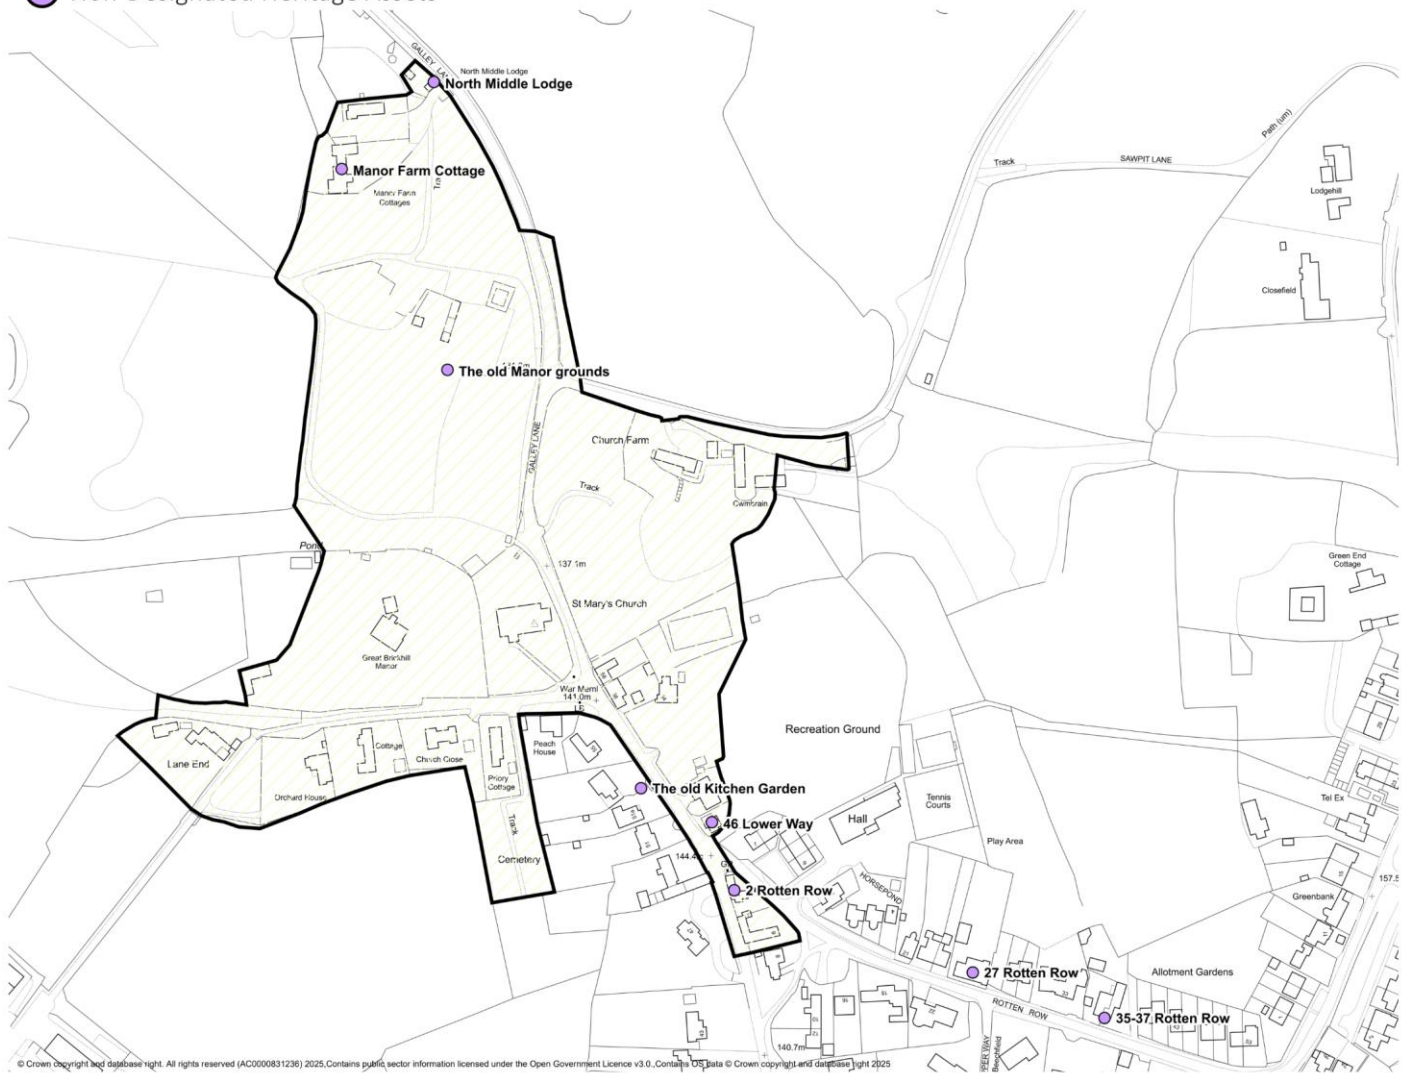 Non-Designated Heritage Assets
GALLEY LA
North Middle Lodge
North Middle Lodge
Manor Farm Cottage
Manor Farm
Cottages
Path (um)
Track
SAWPIT LANE
Lodgehill
Closefield
The old Manor grounds
GALLEY LANE
Church Farm
Track
Cwmbrain
Pond
137.1m
St Mary's Church
Green End
Cottage
Great Brickhill
Manor
War Meml
141.0m
LB
Recreation Ground
Lane End
Cottage
Church Close
Peach
House
Orchard House
Priory
Cottage
The old Kitchen Garden
Tennis
Courts
Hall
Tel Ex
46 Lower Way
Track
Play Area
Cemetery
144.4m
2 Rotten Row
HORSEPOND
Greenbank
157.5
27 Rotten Row
Allotment Gardens
ROTTEN ROW
35-37 Rotten Row
140.7m
PER WAY
Beechfield
© Crown copyright and database right. All rights reserved (AC0000831236) 2025,Contains public sector information licensed under the Open Government Licence v3.0.,Contains OS data © Crown copyright and database right 2025